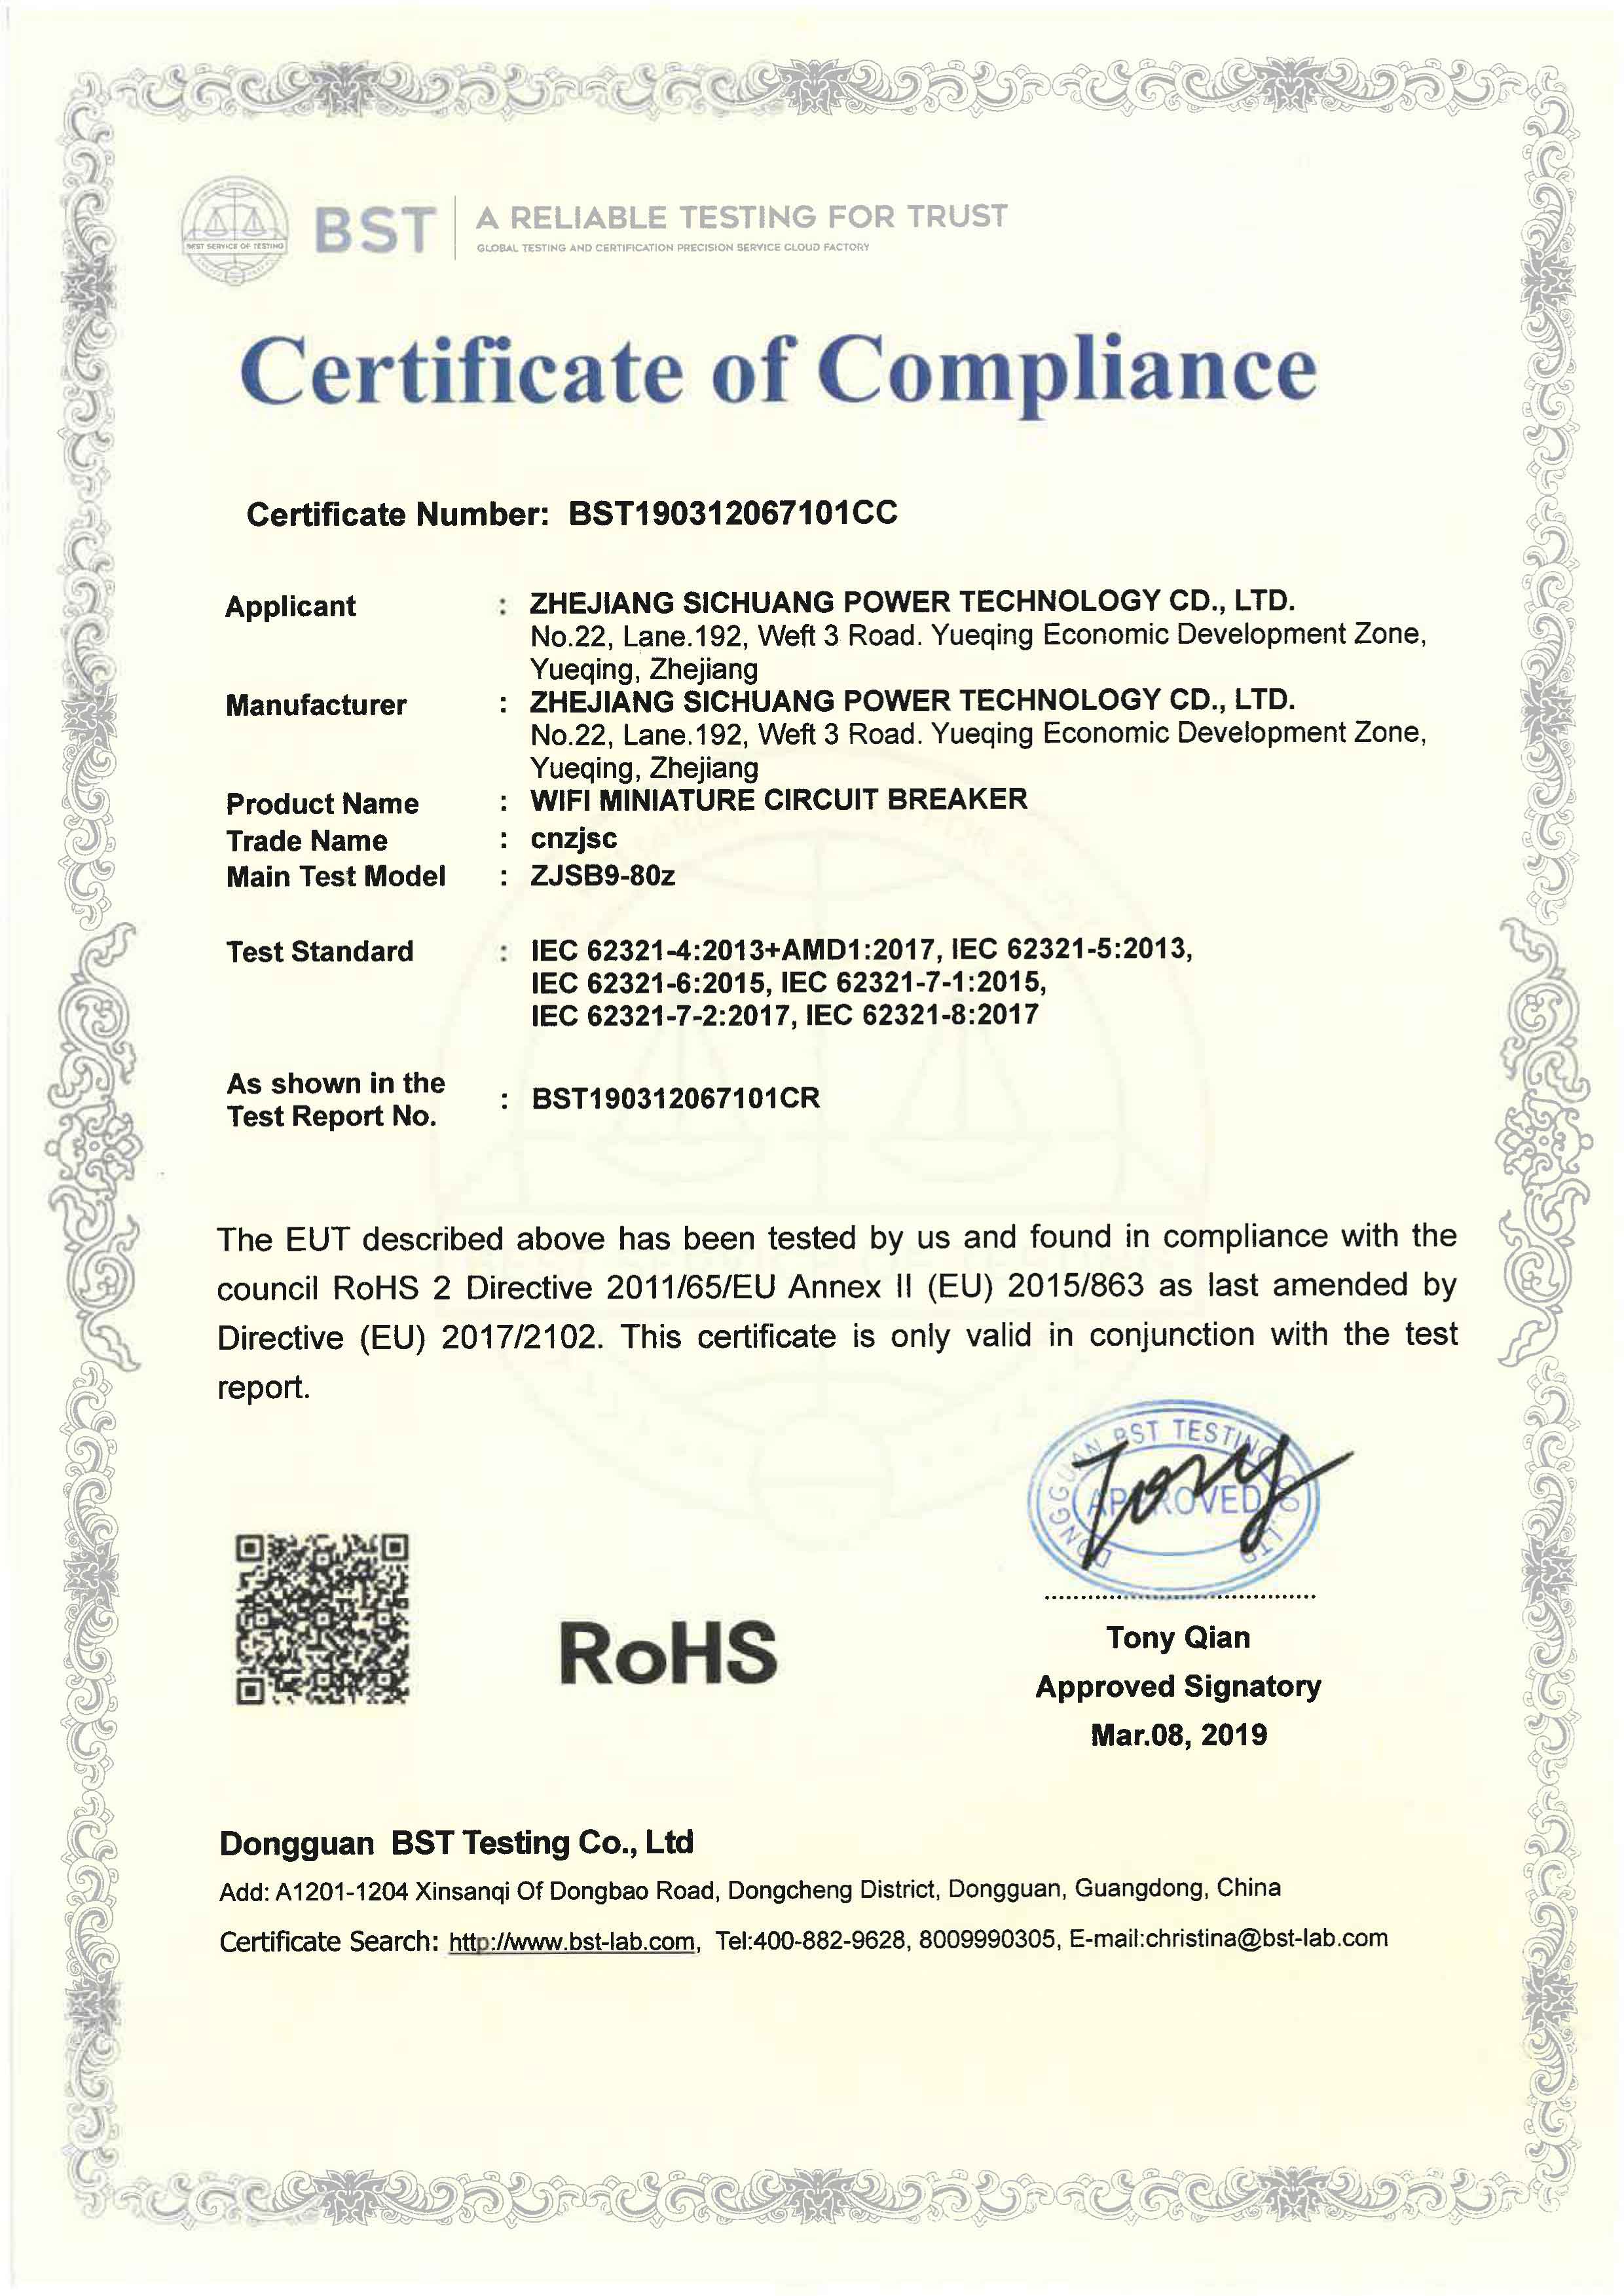 BEST SERVICE OF TESTING
BST
A RELIABLE TESTING FOR TRUST
GLOBAL TESTING AND CERTIFICATION PRECISION SERVICE CLOUD FACTORY
Certificate of Compliance
Certificate Number: BST190312067101CC
Applicant : ZHEJIANG SICHUANG POWER TECHNOLOGY CD., LTD.
No.22, Lane.192, Weft 3 Road. Yueqing Economic Development Zone,
Yueqing, Zhejiang
Manufacturer : ZHEJIANG SICHUANG POWER TECHNOLOGY CD., LTD.
No.22, Lane.192, Weft 3 Road. Yueqing Economic Development Zone,
Yueqing, Zhejiang
Product Name : WIFI MINIATURE CIRCUIT BREAKER
Trade Name : cnzjsc
Main Test Model : ZJSB9-80z
Test Standard : IEC 62321-4:2013+AMD1:2017, IEC 62321-5:2013,
IEC 62321-6:2015, IEC 62321-7-1:2015,
IEC 62321-7-2:2017, IEC 62321-8:2017
As shown in the
Test Report No. : BST190312067101CR
The EUT described above has been tested by us and found in compliance with the
council RoHS 2 Directive 2011/65/EU Annex II (EU) 2015/863 as last amended by
Directive (EU) 2017/2102. This certificate is only valid in conjunction with the test
report.
DONGGUAN BST TESTING CO., LTD
APPROVED
Tony
RoHS
Tony Qian
Approved Signatory
Mar.08, 2019
Dongguan BST Testing Co., Ltd
Add: A1201-1204 Xinsanqi Of Dongbao Road, Dongcheng District, Dongguan, Guangdong, China
Certificate Search: http://www.bst-lab.com, Tel:400-882-9628, 8009990305, E-mail:christina@bst-lab.com